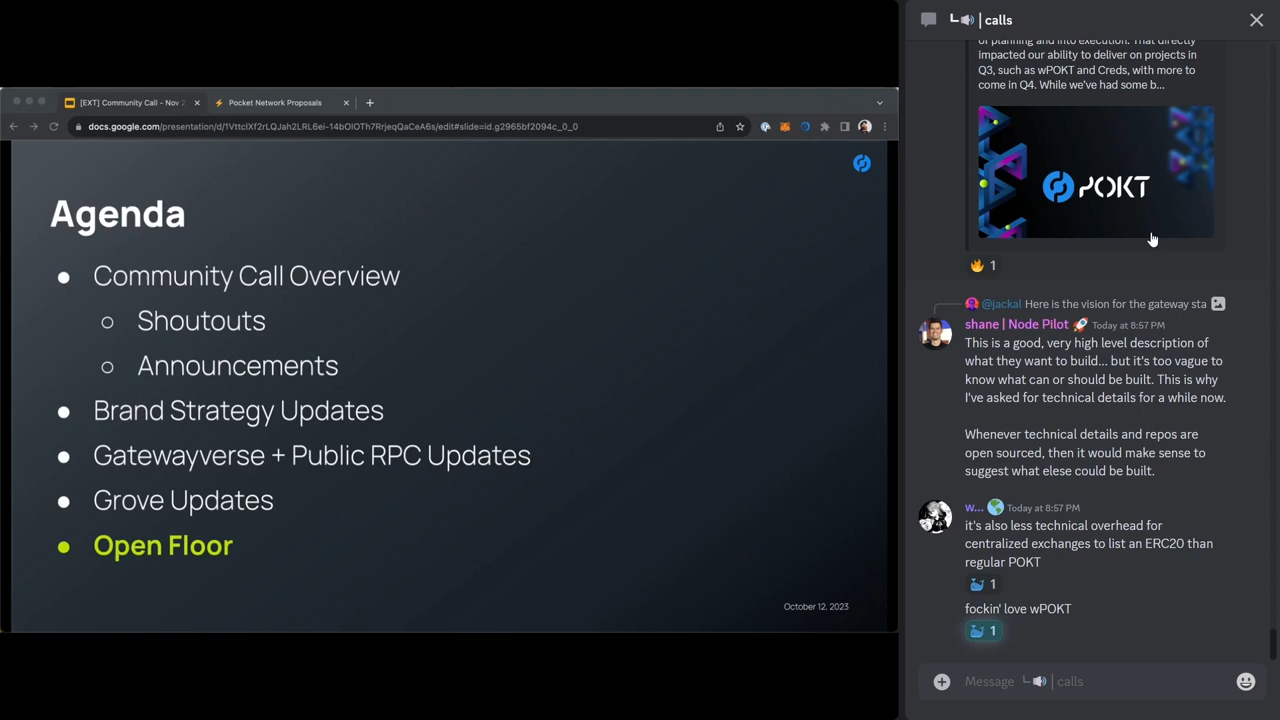 [EXT] Community Call - Nov 2
Pocket Network Proposals
docs.google.com/presentation/d/1VttcIXf2rLQJah2LRL6ei-14bOIOTh7RrjeqQaCeA6s/edit#slide=id.g2965bf2094c_0_0
Agenda
Community Call Overview
Shoutouts
Announcements
Brand Strategy Updates
Gatewayverse + Public RPC Updates
Grove Updates
Open Floor
October 12, 2023
calls
of planning and into execution. That directly
impacted our ability to deliver on projects in
Q3, such as wPOKT and Creds, with more to
come in Q4. While we've had some b...
POKT
1
@jackal Here is the vision for the gateway sta
shane | Node Pilot 🚀 Today at 8:57 PM
This is a good, very high level description of
what they want to build... but it's too vague to
know what can or should be built. This is why
I've asked for technical details for a while now.
Whenever technical details and repos are
open sourced, then it would make sense to
suggest what elese could be built.
w... Today at 8:57 PM
it's also less technical overhead for
centralized exchanges to list an ERC20 than
regular POKT
1
fockin' love wPOKT
1
Message calls